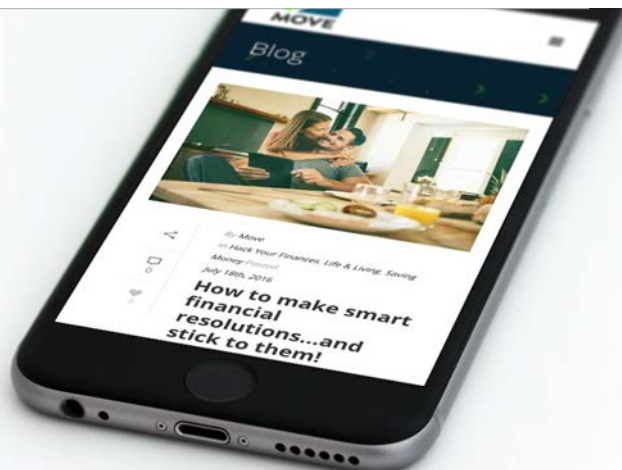 MOVE
Blog
By Move
In Hack Your Finances, Life & Living, Saving
Money Posted
July 18th, 2016
0
How to make smart
financial
resolutions...and
stick to them!